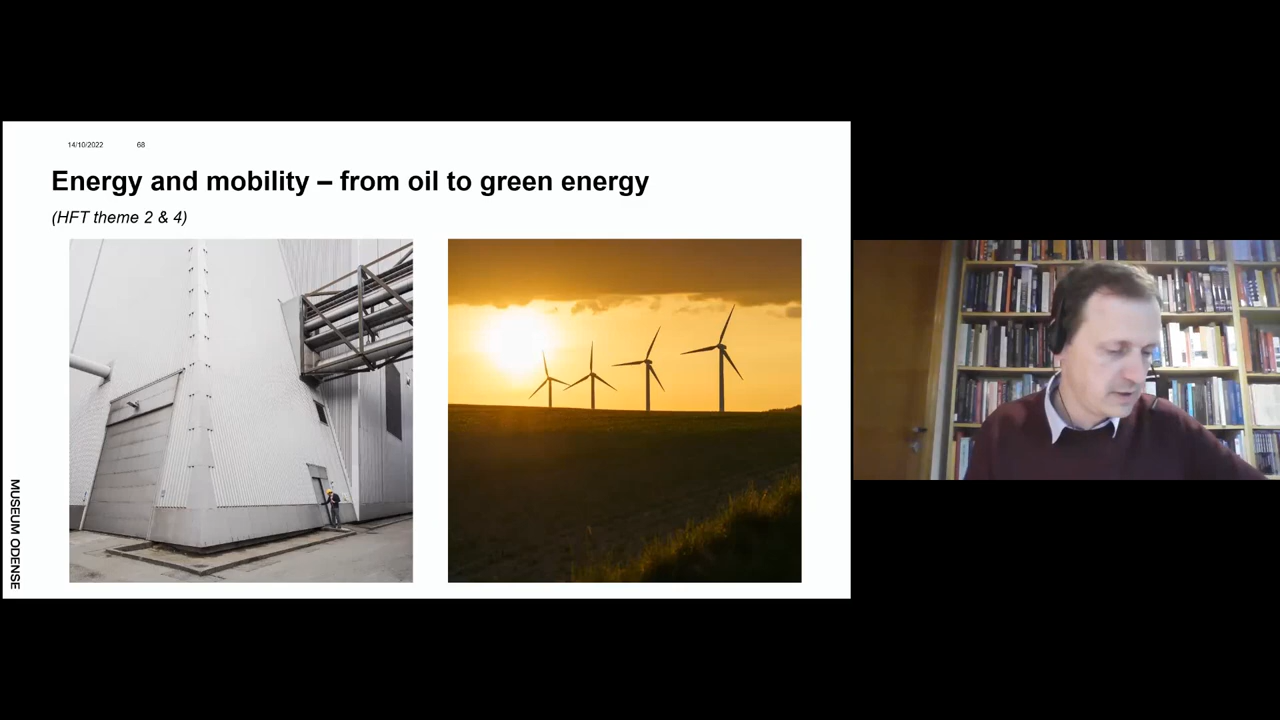 14/10/2022 68
Energy and mobility – from oil to green energy
(HFT theme 2 & 4)
MUSEUM ODENSE